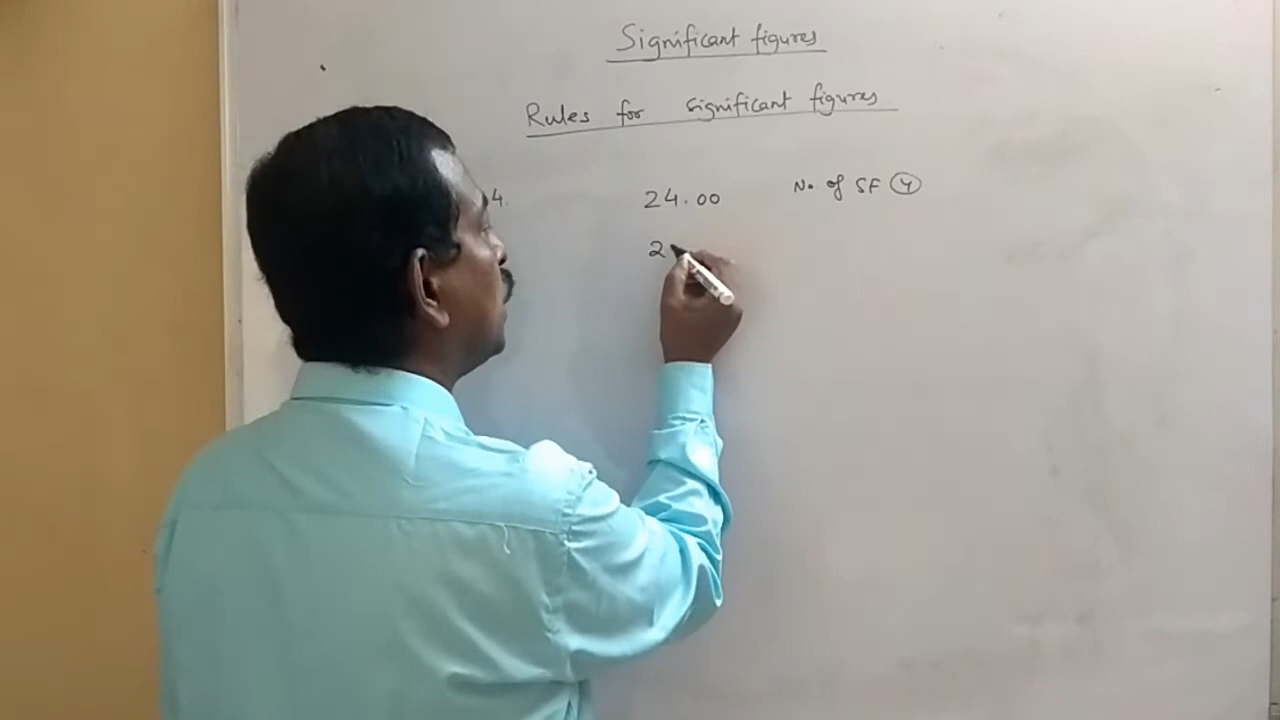 Significant figures
Rules for significant figures
4. 24.00 No. of SF 4
2